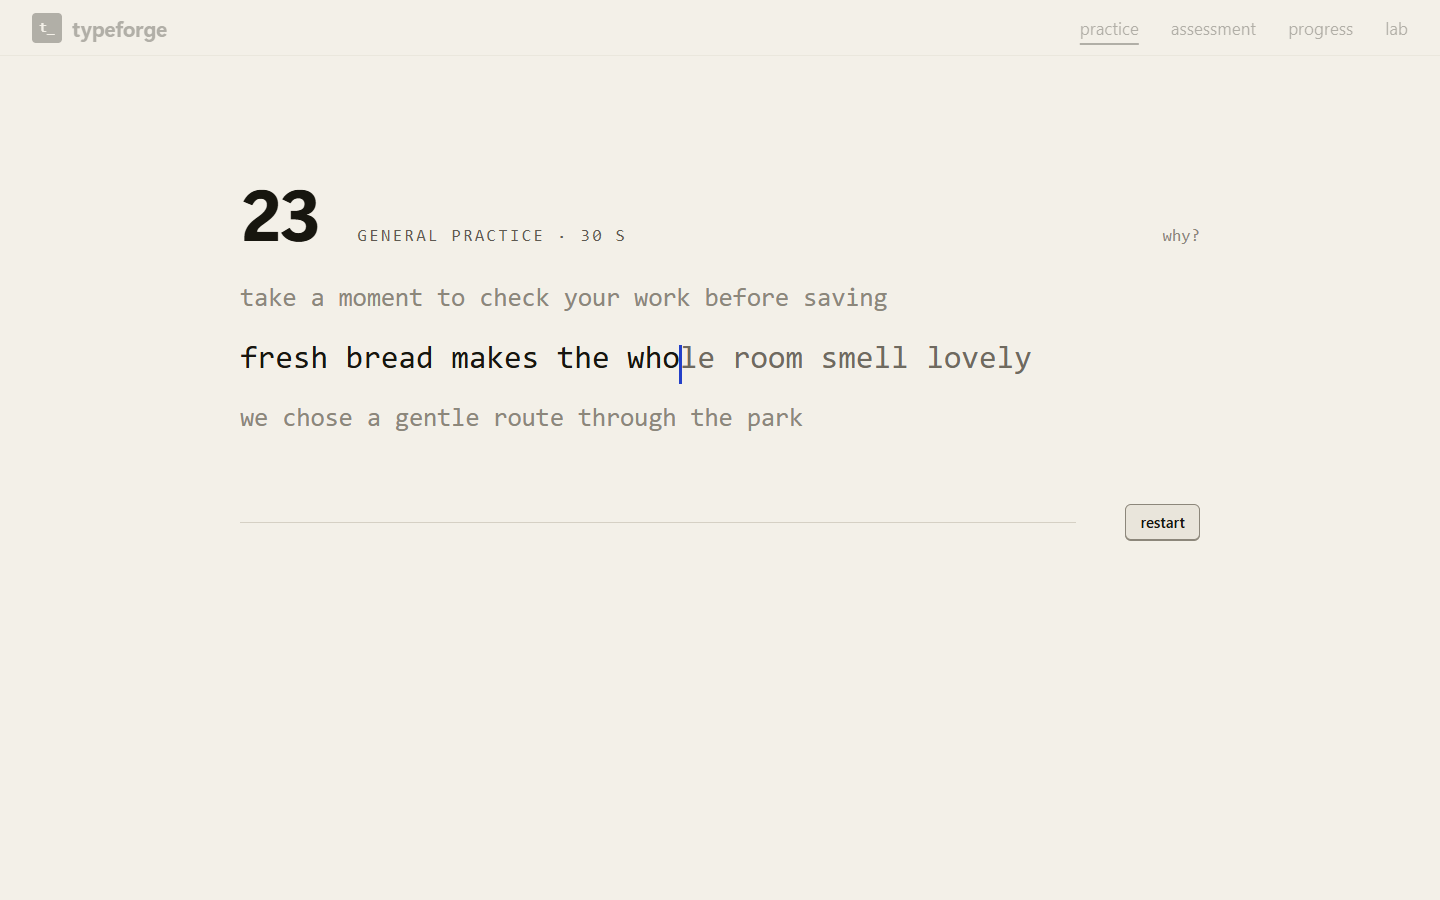 t_ typeforge practice assessment progress lab
23 GENERAL PRACTICE · 30 S why?
take a moment to check your work before saving
fresh bread makes the whole room smell lovely
we chose a gentle route through the park
restart